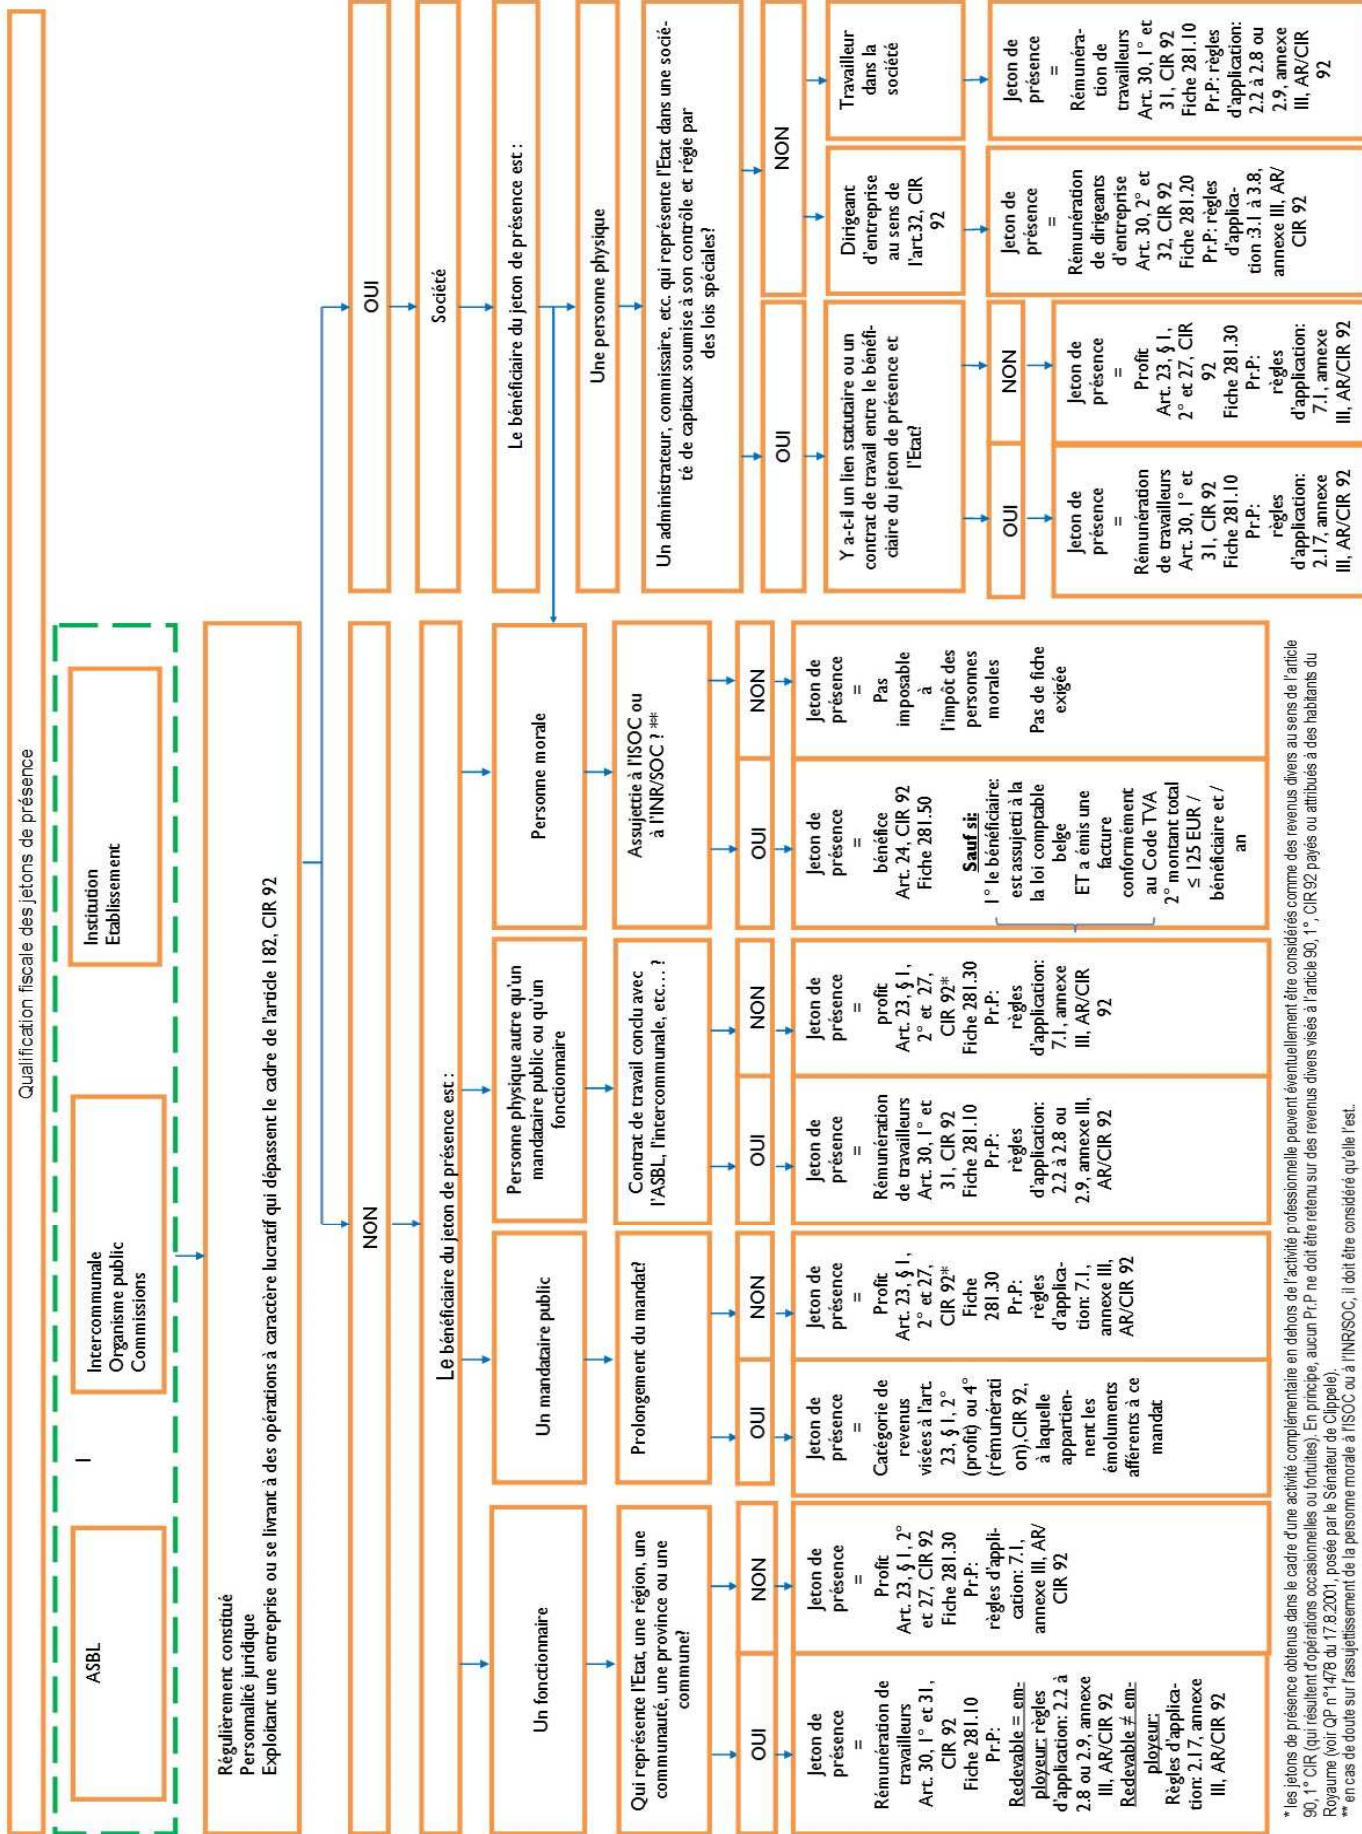 Qualification fiscale des jetons de présence
ASBL
I
Intercommunale
Organisme public
Commissions
Institution
Etablissement
Régulièrement constitué
Personnalité juridique
Exploitant une entreprise ou se livrant à des opérations à caractère lucratif qui dépassent le cadre de l'article 182, CIR 92
NON
Le bénéficiaire du jeton de présence est :
Un fonctionnaire
Qui représente l'Etat, une région, une
communauté, une province ou une
commune?
OUI
Jeton de
présence
=
Rémunération de
travailleurs
Art. 30, 1° et 31,
CIR 92
Fiche 281.10
Pr.P:
Redevable = em-
ployeur: règles
d'application: 2.2 à
2.8 ou 2.9, annexe
III, AR/CIR 92
Redevable ≠ em-
ployeur:
Règles d'applica-
tion: 2.17, annexe
III, AR/CIR 92
NON
Jeton de
présence
=
Profit
Art. 23, § 1, 2°
et 27, CIR 92
Fiche 281.30
Pr.P:
règles d'appli-
cation: 7.1,
annexe III, AR/
CIR 92
Un mandataire public
Prolongement du mandat?
OUI
Jeton de
présence
=
Catégorie de
revenus
visées à l'art.
23, § 1, 2°
(profit) ou 4°
(rémunérati
on),CIR 92,
à laquelle
appartien-
nent les
émoluments
afférents à ce
mandat
NON
Jeton de
présence
=
Profit
Art. 23, § 1,
2° et 27,
CIR 92*
Fiche
281.30
Pr.P:
règles
d'applica-
tion: 7.1,
annexe III,
AR/CIR 92
Personne physique autre qu'un
mandataire public ou qu'un
fonctionnaire
Contrat de travail conclu avec
l'ASBL, l'intercommunale, etc… ?
OUI
Jeton de
présence
=
Rémunération
de travailleurs
Art. 30, 1° et
31, CIR 92
Fiche 281.10
Pr.P:
règles
d'application:
2.2 à 2.8 ou
2.9, annexe III,
AR/CIR 92
NON
Jeton de
présence
=
profit
Art. 23, § 1,
2° et 27,
CIR 92*
Fiche 281.30
Pr.P:
règles
d'application:
7.1, annexe
III, AR/CIR
92
Personne morale
Assujettie à l'ISOC ou
à l'INR/SOC ? **
OUI
Jeton de
présence
=
bénéfice
Art. 24, CIR 92
Fiche 281.50
Sauf si:
1° le bénéficiaire:
est assujetti à la
la loi comptable
belge
ET a émis une
facture
conformément
au Code TVA
2° montant total
≤ 125 EUR /
bénéficiaire et /
an
NON
Jeton de
présence
=
Pas
imposable
à
l'impôt des
personnes
morales
Pas de fiche
exigée
OUI
Société
Le bénéficiaire du jeton de présence est :
Une personne physique
Un administrateur, commissaire, etc. qui représente l'Etat dans une socié-
té de capitaux soumise à son contrôle et régie par
des lois spéciales?
OUI
Y a-t-il un lien statutaire ou un
contrat de travail entre le bénéfi-
ciaire du jeton de présence et
l'Etat?
OUI
Jeton de
présence
=
Rémunération
de travailleurs
Art. 30, 1° et
31, CIR 92
Fiche 281.10
Pr.P:
règles
d'application:
2.17, annexe
III, AR/CIR 92
NON
Jeton de
présence
=
Profit
Art. 23, § 1,
2° et 27, CIR
92
Fiche 281.30
Pr.P:
règles
d'application:
7.1, annexe
III, AR/CIR 92
NON
Dirigeant
d'entreprise
au sens de
l'art.32, CIR
92
Jeton de
présence
=
Rémunération
de dirigeants
d'entreprise
Art. 30, 2° et
32, CIR 92
Fiche 281.20
Pr.P: règles
d'applica-
tion :3.1 à 3.8,
annexe III, AR/
CIR 92
Travailleur
dans la
société
Jeton de
présence
=
Rémunéra-
tion de
travailleurs
Art. 30, 1° et
31, CIR 92
Fiche 281.10
Pr.P: règles
d'application:
2.2 à 2.8 ou
2.9, annexe
III, AR/CIR
92
* les jetons de présence obtenus dans le cadre d'une activité complémentaire en dehors de l'activité professionnelle peuvent éventuellement être considérés comme des revenus divers au sens de l'article
90, 1° CIR (qui résultent d'opérations occasionnelles ou fortuites). En principe, aucun Pr.P ne doit être retenu sur des revenus divers visés à l'article 90, 1°, CIR 92 payés ou attribués à des habitants du
Royaume (voir QP n°1478 du 17.8.2001, posée par le Sénateur de Clippele).
** en cas de doute sur l'assujettissement de la personne morale à l'ISOC ou à l'INR/SOC, il doit être considéré qu'elle l'est..